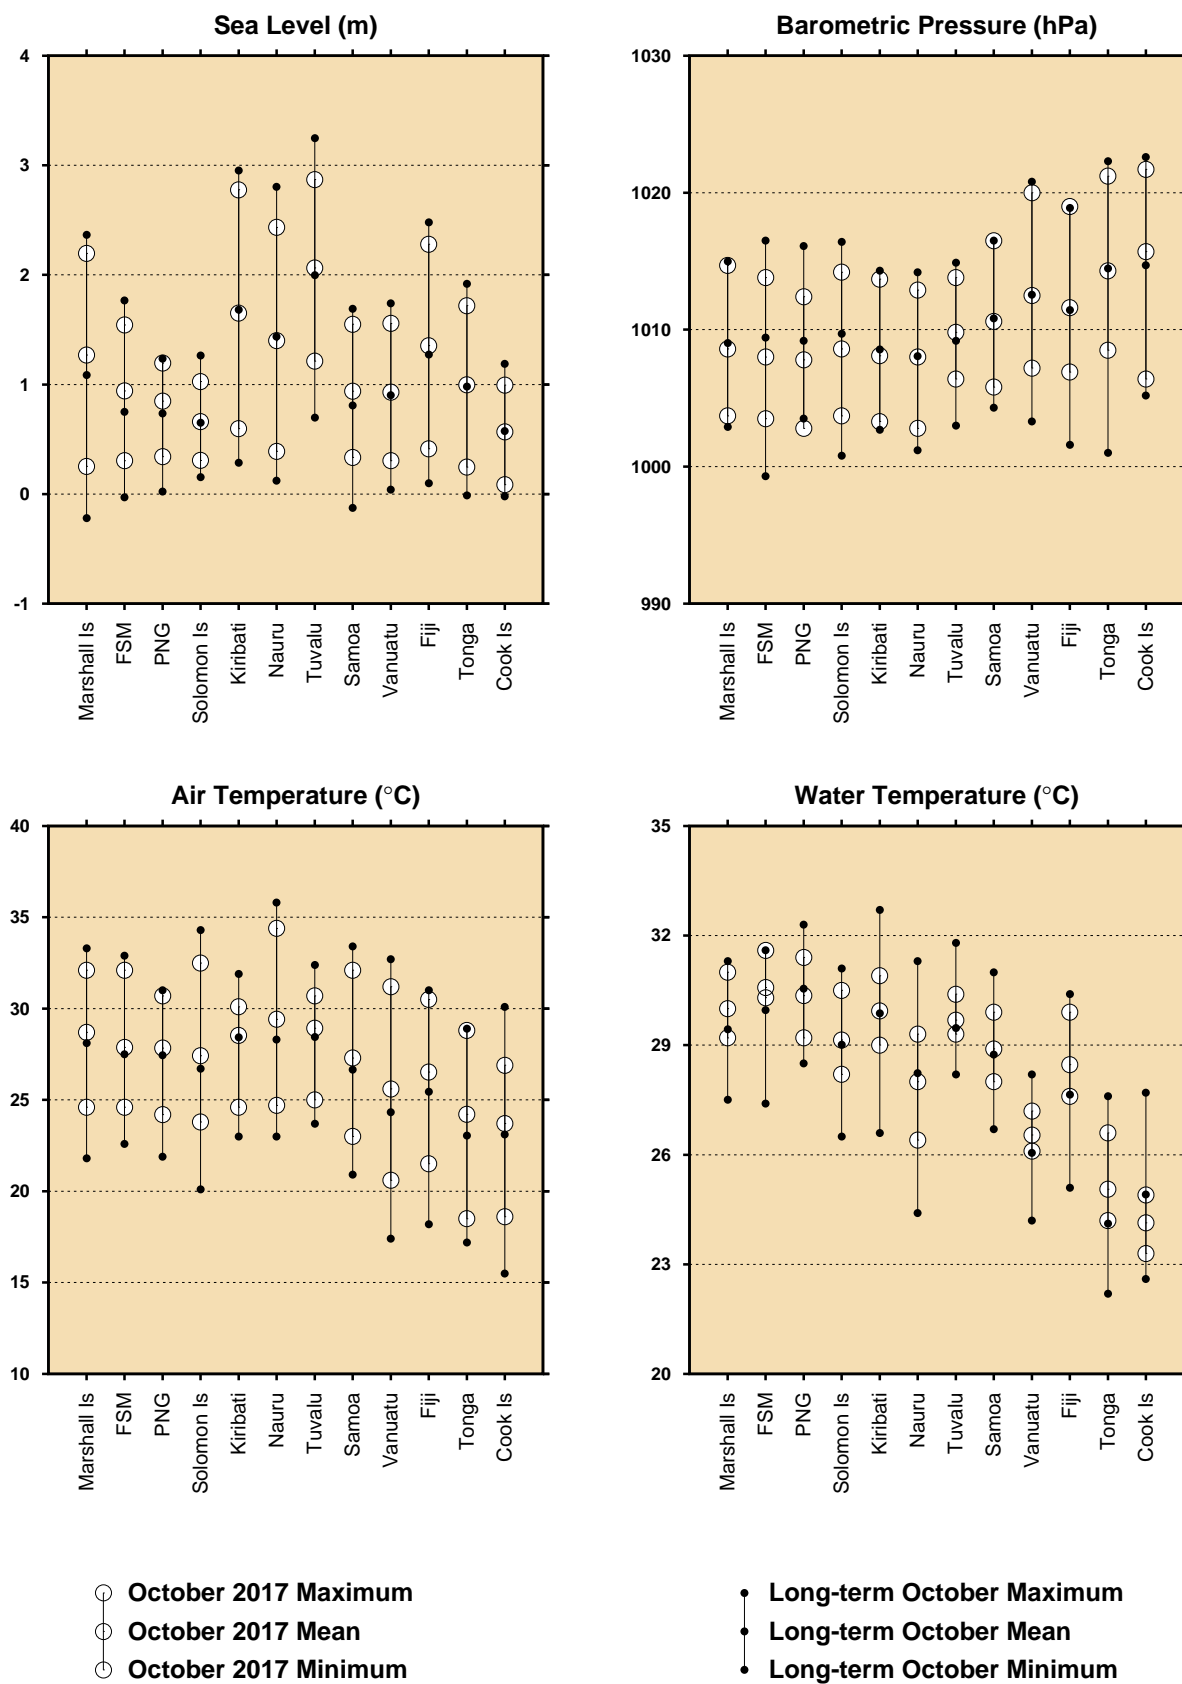 Sea Level (m)
4
3
2
1
0
-1
Marshall Is
FSM
PNG
Solomon Is
Kiribati
Nauru
Tuvalu
Samoa
Vanuatu
Fiji
Tonga
Cook Is
Barometric Pressure (hPa)
1030
1020
1010
1000
990
Marshall Is
FSM
PNG
Solomon Is
Kiribati
Nauru
Tuvalu
Samoa
Vanuatu
Fiji
Tonga
Cook Is
Air Temperature (°C)
40
35
30
25
20
15
10
Marshall Is
FSM
PNG
Solomon Is
Kiribati
Nauru
Tuvalu
Samoa
Vanuatu
Fiji
Tonga
Cook Is
Water Temperature (°C)
35
32
29
26
23
20
Marshall Is
FSM
PNG
Solomon Is
Kiribati
Nauru
Tuvalu
Samoa
Vanuatu
Fiji
Tonga
Cook Is
October 2017 Maximum
October 2017 Mean
October 2017 Minimum
Long-term October Maximum
Long-term October Mean
Long-term October Minimum